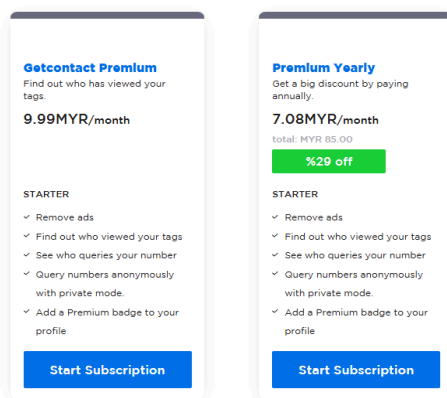 Getcontact Premium
Find out who has viewed your
tags.
9.99MYR/month
STARTER
Remove ads
Find out who viewed your tags
See who queries your number
Query numbers anonymously
with private mode.
Add a Premium badge to your
profile
Start Subscription
Premium Yearly
Get a big discount by paying
annually.
7.08MYR/month
total: MYR 85.00
%29 off
STARTER
Remove ads
Find out who viewed your tags
See who queries your number
Query numbers anonymously
with private mode.
Add a Premium badge to your
profile
Start Subscription